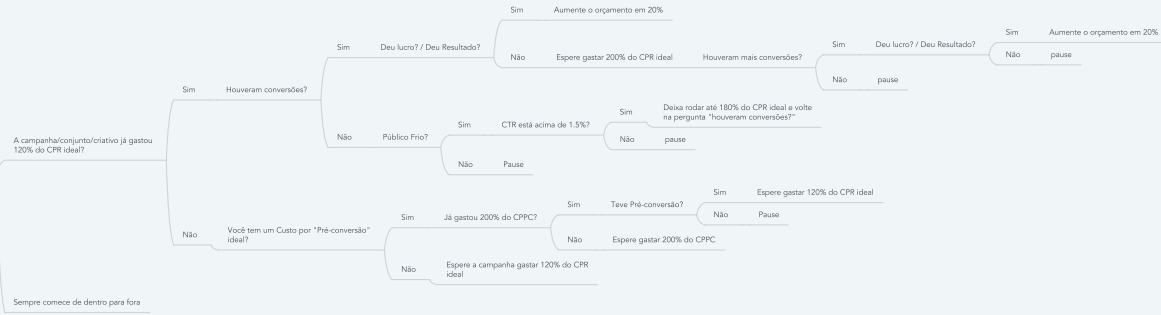 A campanha/conjunto/criativo já gastou
120% do CPR ideal?
Sim
Houveram conversões?
Sim
Deu lucro? / Deu Resultado?
Sim
Aumente o orçamento em 20%
Não
Espere gastar 200% do CPR ideal
Houveram mais conversões?
Sim
Deu lucro? / Deu Resultado?
Sim
Aumente o orçamento em 20%
Não
pause
Não
pause
Não
Público Frio?
Sim
CTR está acima de 1.5%?
Sim
Deixa rodar até 180% do CPR ideal e volte
na pergunta "houveram conversões?"
Não
pause
Não
Pause
Não
Você tem um Custo por "Pré-conversão"
ideal?
Sim
Já gastou 200% do CPPC?
Sim
Teve Pré-conversão?
Sim
Espere gastar 120% do CPR ideal
Não
Pause
Não
Espere gastar 200% do CPPC
Não
Espere a campanha gastar 120% do CPR
ideal
Sempre comece de dentro para fora